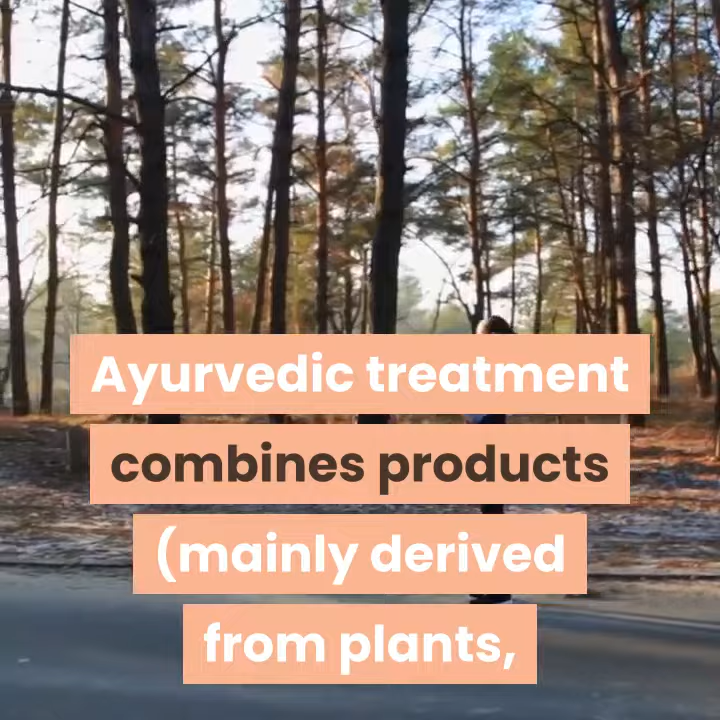 Ayurvedic treatment
combines products
(mainly derived
from plants,